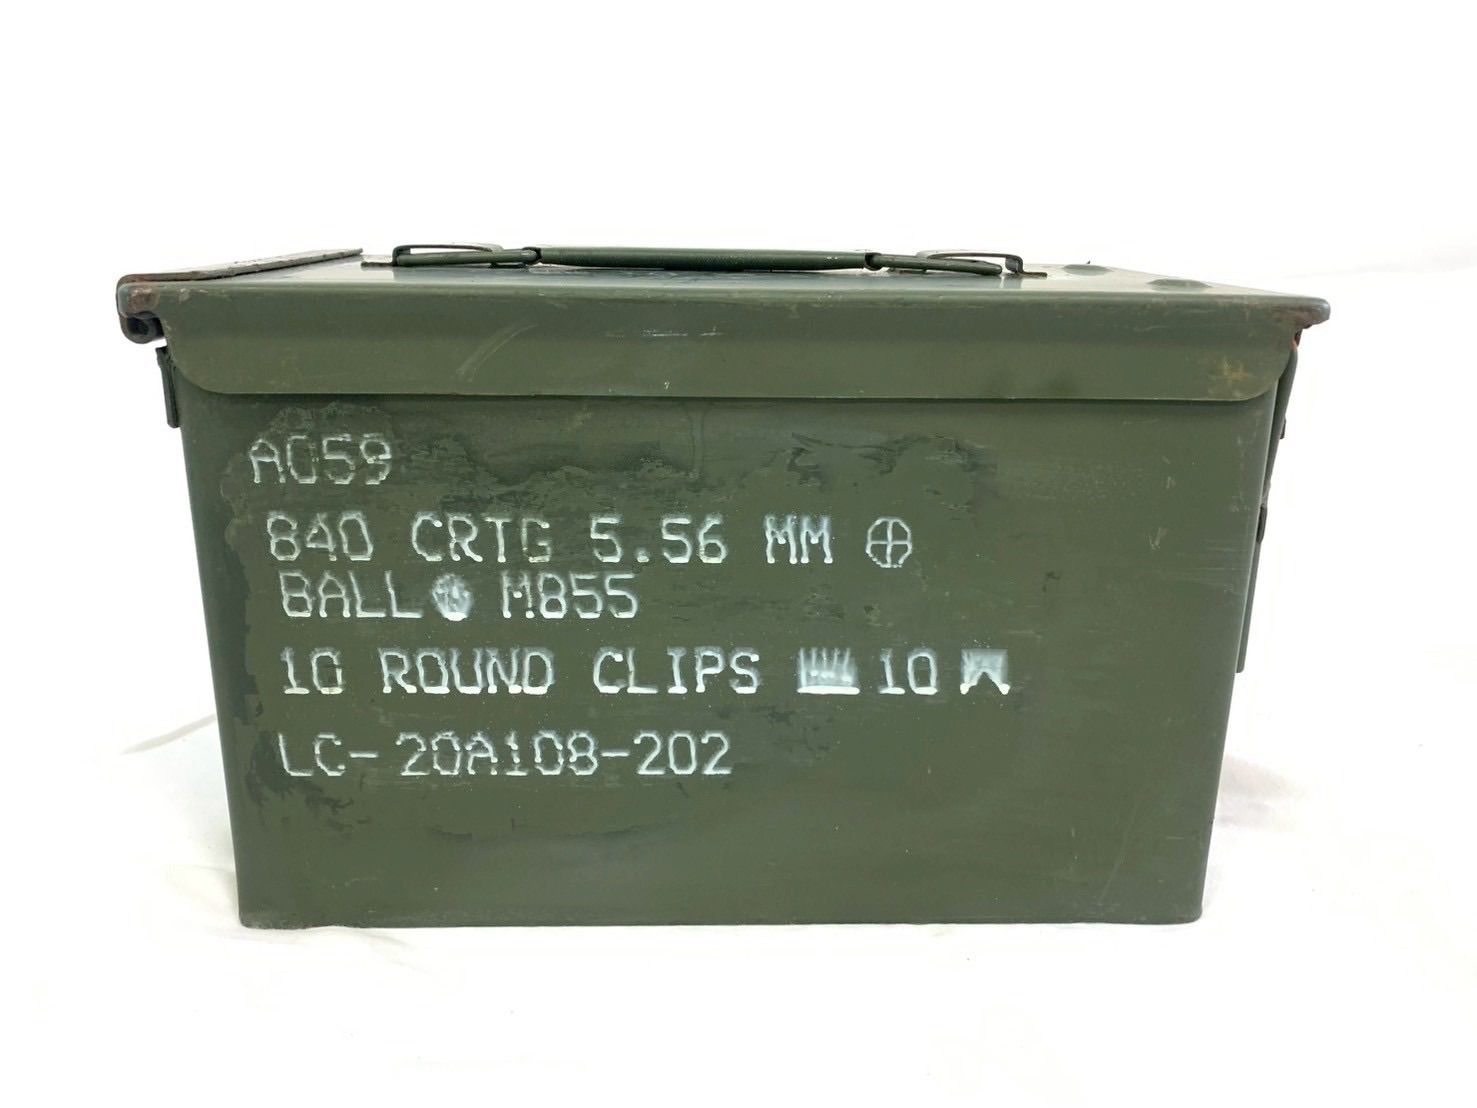 A059
840 CRTG 5.56 MM ⊕
BALL M855
10 ROUND CLIPS 10
LC-20A108-202